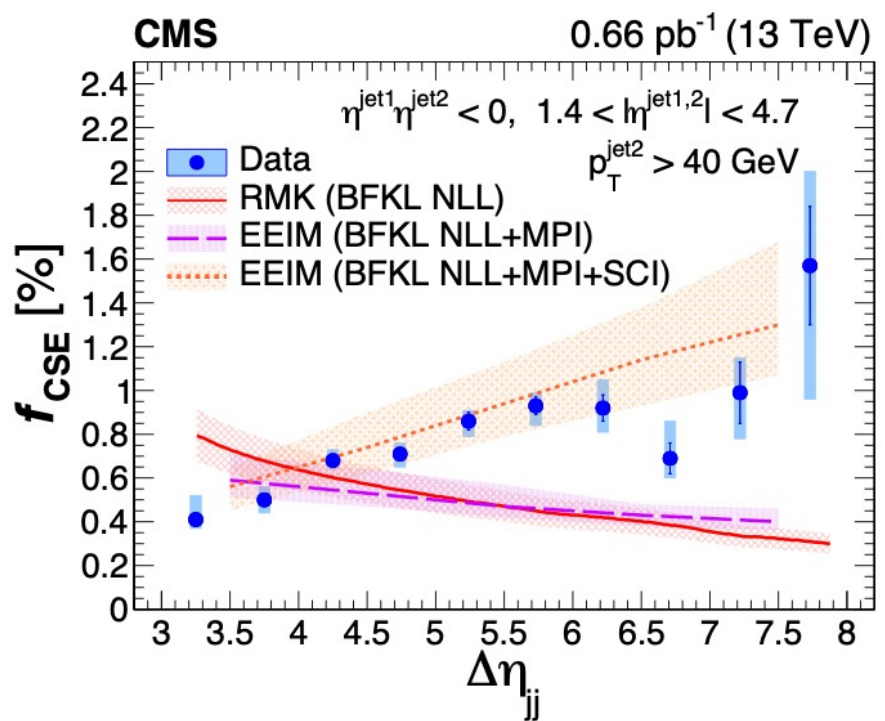 CMS 0.66 pb⁻¹ (13 TeV)
η^jet1 η^jet2 < 0, 1.4 < |η^jet1,2| < 4.7
p_T^jet2 > 40 GeV
Data
RMK (BFKL NLL)
EEIM (BFKL NLL+MPI)
EEIM (BFKL NLL+MPI+SCI)
f_CSE [%]
2.4
2.2
2
1.8
1.6
1.4
1.2
1
0.8
0.6
0.4
0.2
0
3 3.5 4 4.5 5 5.5 6 6.5 7 7.5 8
Δη_jj